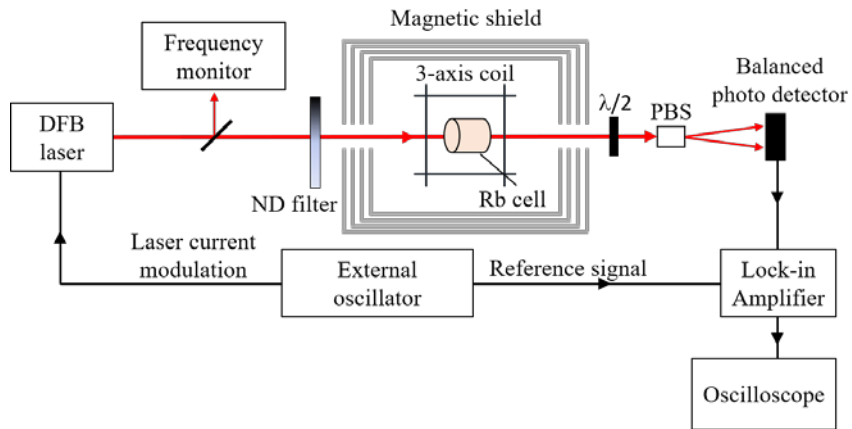 Magnetic shield
Frequency
monitor
3-axis coil
λ/2
PBS
Balanced
photo detector
DFB
laser
ND filter
Rb cell
Laser current
modulation
External
oscillator
Reference signal
Lock-in
Amplifier
Oscilloscope